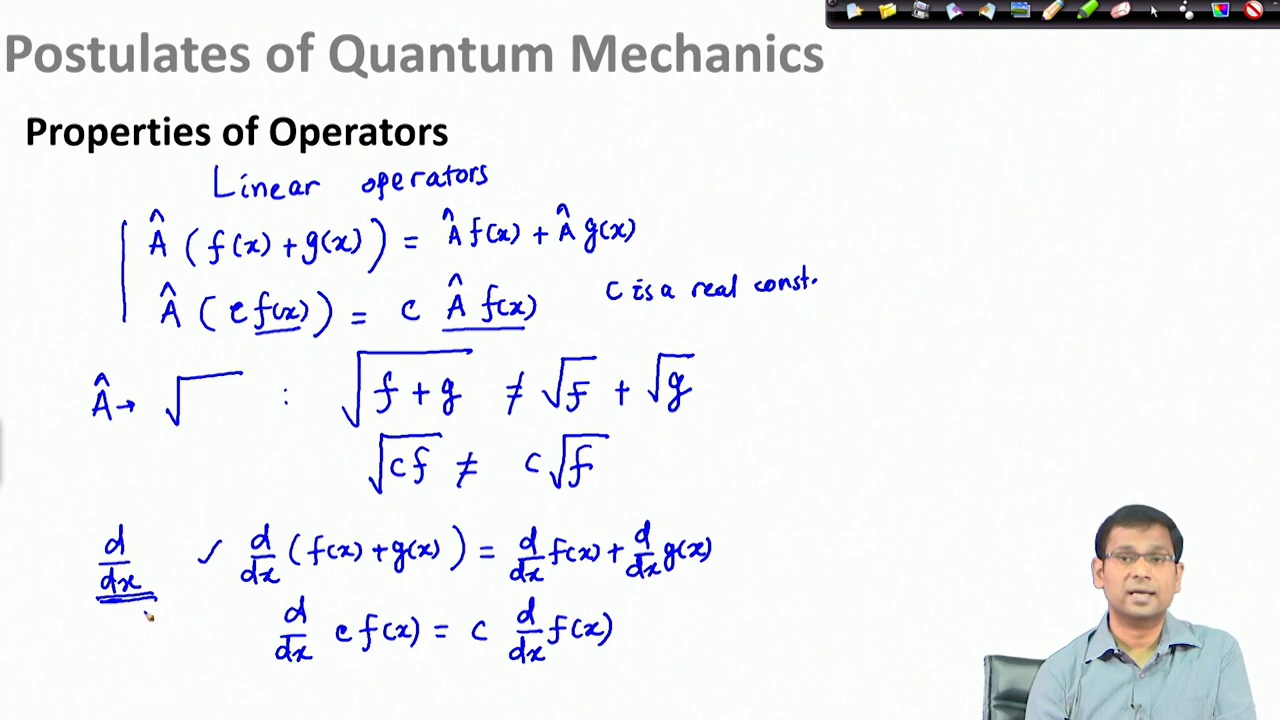 Postulates of Quantum Mechanics
Properties of Operators
Linear operators
Â (f(x) + g(x)) = Â f(x) + Â g(x)
Â (c f(x)) = c Â f(x) c is a real const.
Â → √ : √(f + g) ≠ √f + √g
√(cf) ≠ c√f
d/dx ✓ d/dx (f(x) + g(x)) = d/dx f(x) + d/dx g(x)
d/dx c f(x) = c d/dx f(x)